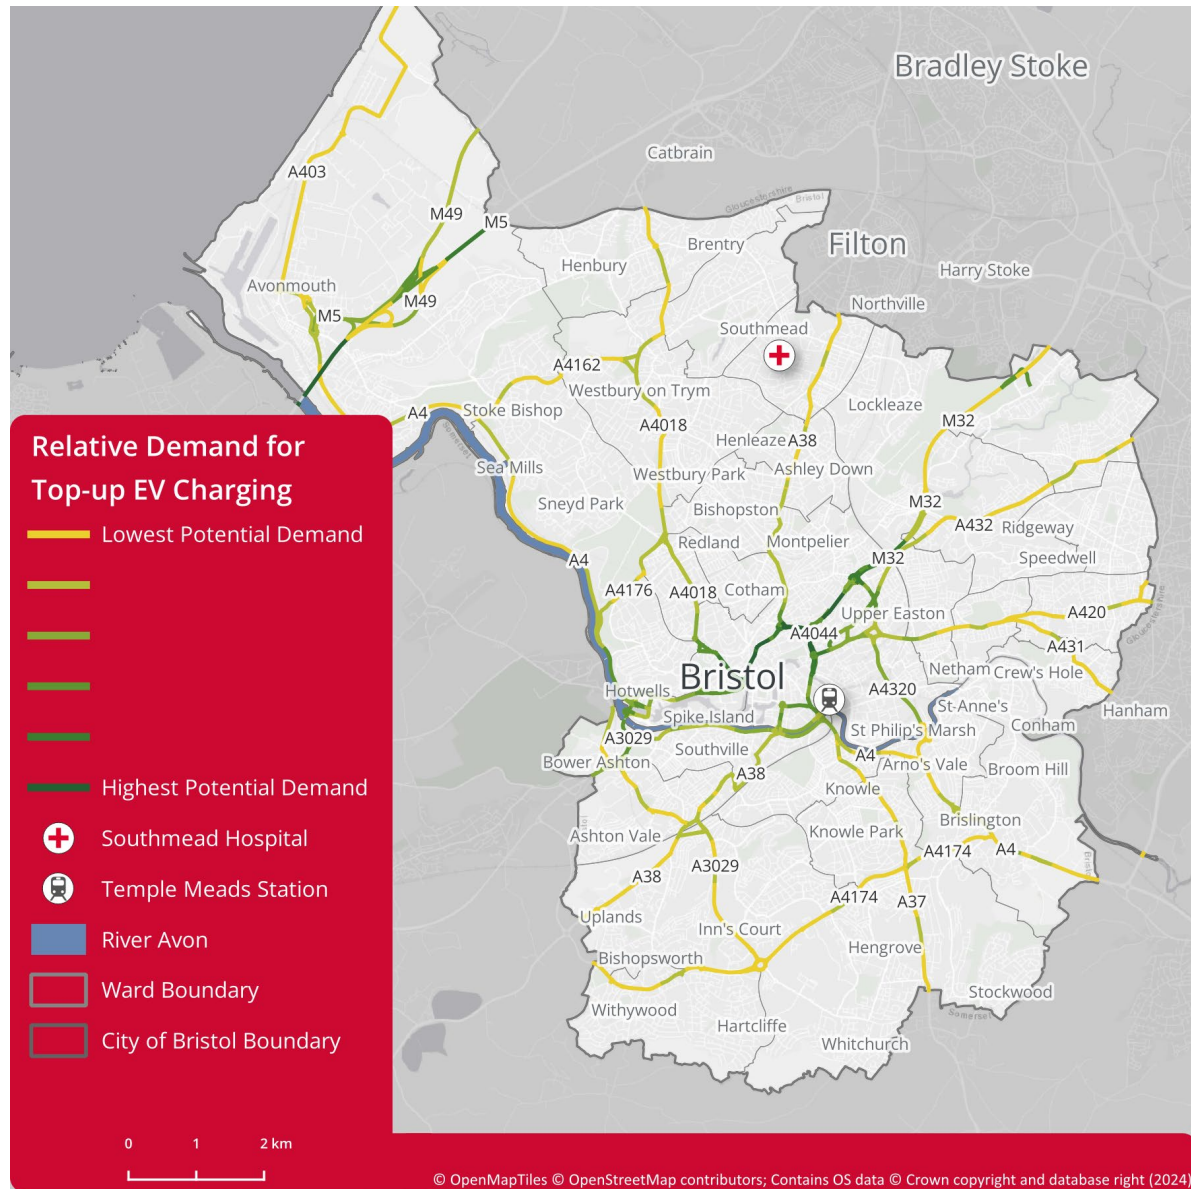 Bradley Stoke
Catbrain
A403
Gloucestershire
Bristol
M49
M5
Brentry
Filton
Henbury
Harry Stoke
Avonmouth
M49
Northville
M5
Southmead
A4162
Westbury on Trym
Lockleaze
A4
Stoke Bishop
A4018
M32
Henleaze
A38
Somerset
Sea Mills
Westbury Park
Ashley Down
Sneyd Park
M32
Bishopston
A432
Ridgeway
Redland
Montpelier
A4
M32
Speedwell
A4176
A4018
Cotham
Upper Easton
A420
Gloucestershire
A4044
A431
Bristol
Netham
Crew's Hole
Hotwells
A4320
St Anne's
Hanham
Spike Island
St Philip's Marsh
Conham
A3029
Southville
A4
Arno's Vale
Bower Ashton
A38
Broom Hill
Knowle
Ashton Vale
Knowle Park
Brislington
A3029
A4174
A4
Bristol
A38
A4174
A37
Uplands
Inn's Court
Hengrove
Bishopsworth
Stockwood
Withywood
Somerset
Hartcliffe
Whitchurch
Relative Demand for
Top-up EV Charging
Lowest Potential Demand
Highest Potential Demand
Southmead Hospital
Temple Meads Station
River Avon
Ward Boundary
City of Bristol Boundary
0 1 2 km
© OpenMapTiles © OpenStreetMap contributors; Contains OS data © Crown copyright and database right (2024)